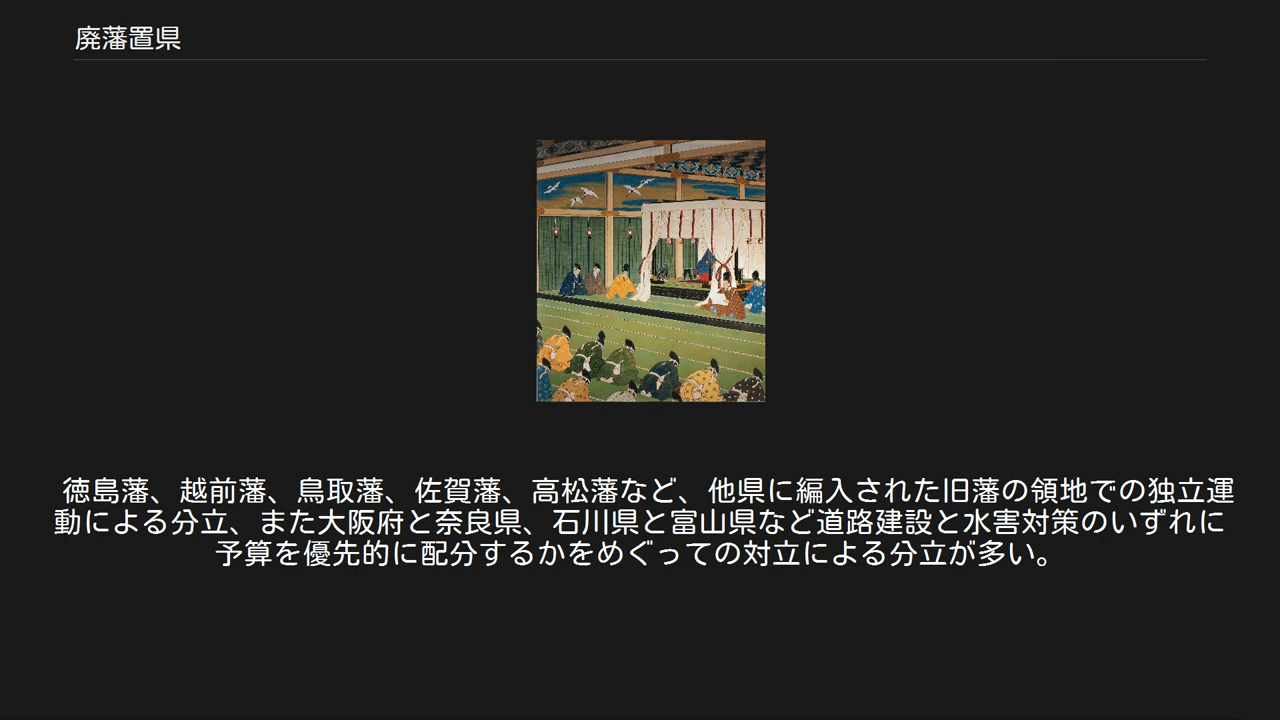 廃藩置県
徳島藩、越前藩、鳥取藩、佐賀藩、高松藩など、他県に編入された旧藩の領地での独立運
動による分立、また大阪府と奈良県、石川県と富山県など道路建設と水害対策のいずれに
予算を優先的に配分するかをめぐっての対立による分立が多い。